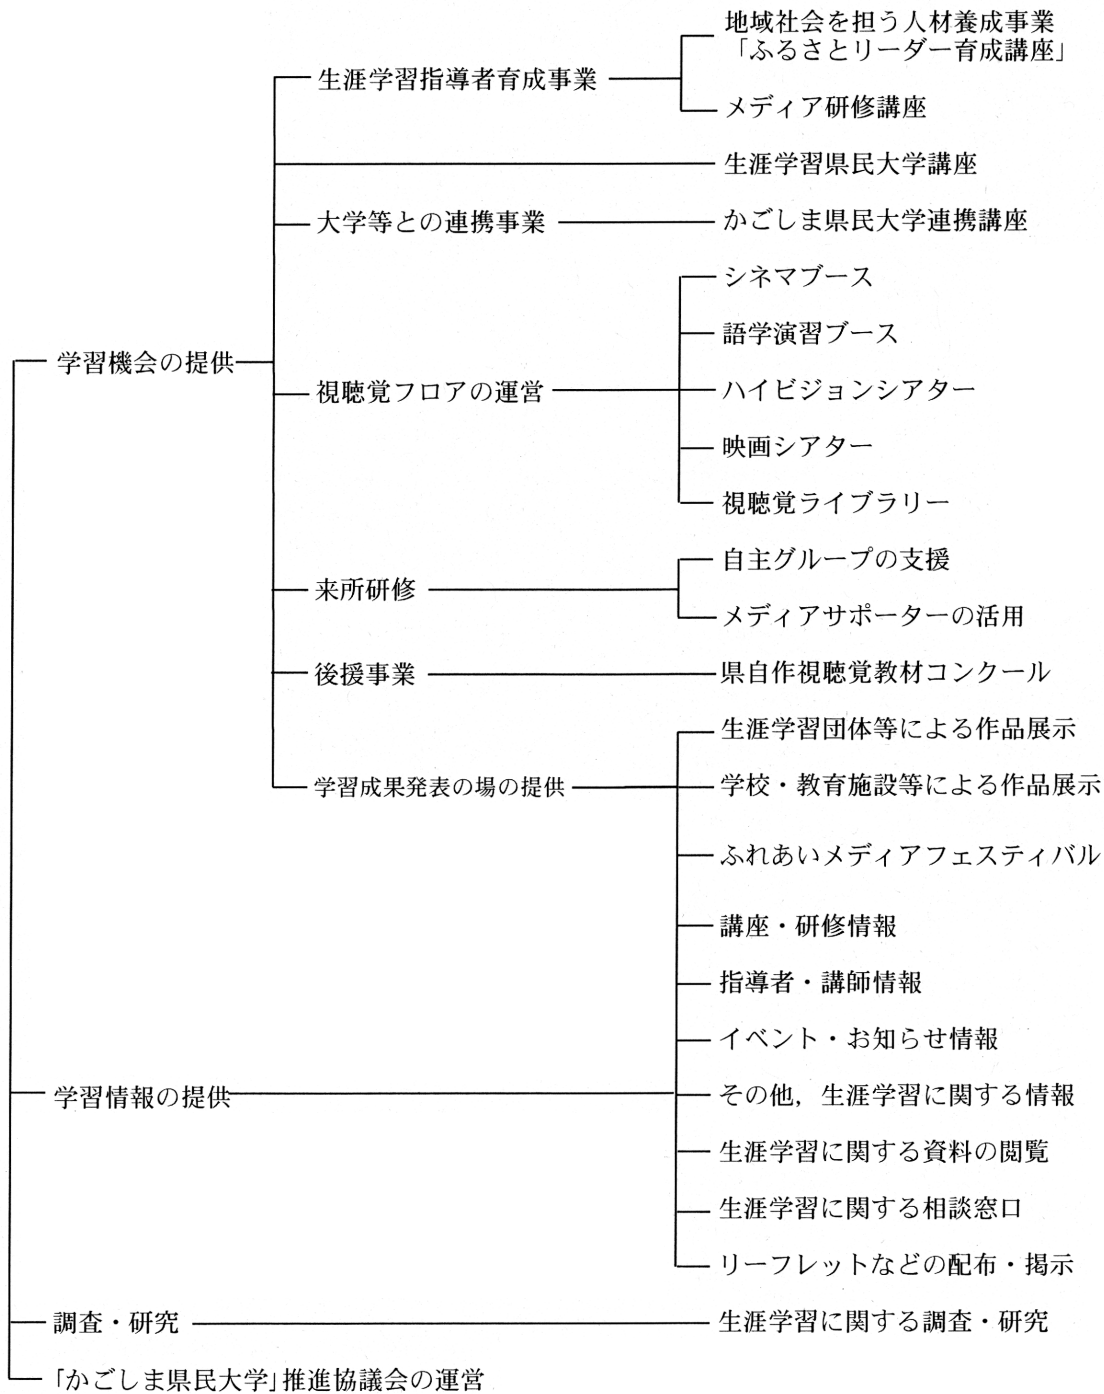 地域社会を担う人材養成事業
「ふるさとリーダー育成講座」
生涯学習指導者育成事業
メディア研修講座
生涯学習県民大学講座
大学等との連携事業
かごしま県民大学連携講座
シネマブース
語学演習ブース
学習機会の提供
視聴覚フロアの運営
ハイビジョンシアター
映画シアター
視聴覚ライブラリー
自主グループの支援
来所研修
メディアサポーターの活用
後援事業
県自作視聴覚教材コンクール
生涯学習団体等による作品展示
学習成果発表の場の提供
学校・教育施設等による作品展示
ふれあいメディアフェスティバル
講座・研修情報
指導者・講師情報
イベント・お知らせ情報
学習情報の提供
その他，生涯学習に関する情報
生涯学習に関する資料の閲覧
生涯学習に関する相談窓口
リーフレットなどの配布・掲示
調査・研究
生涯学習に関する調査・研究
「かごしま県民大学」推進協議会の運営